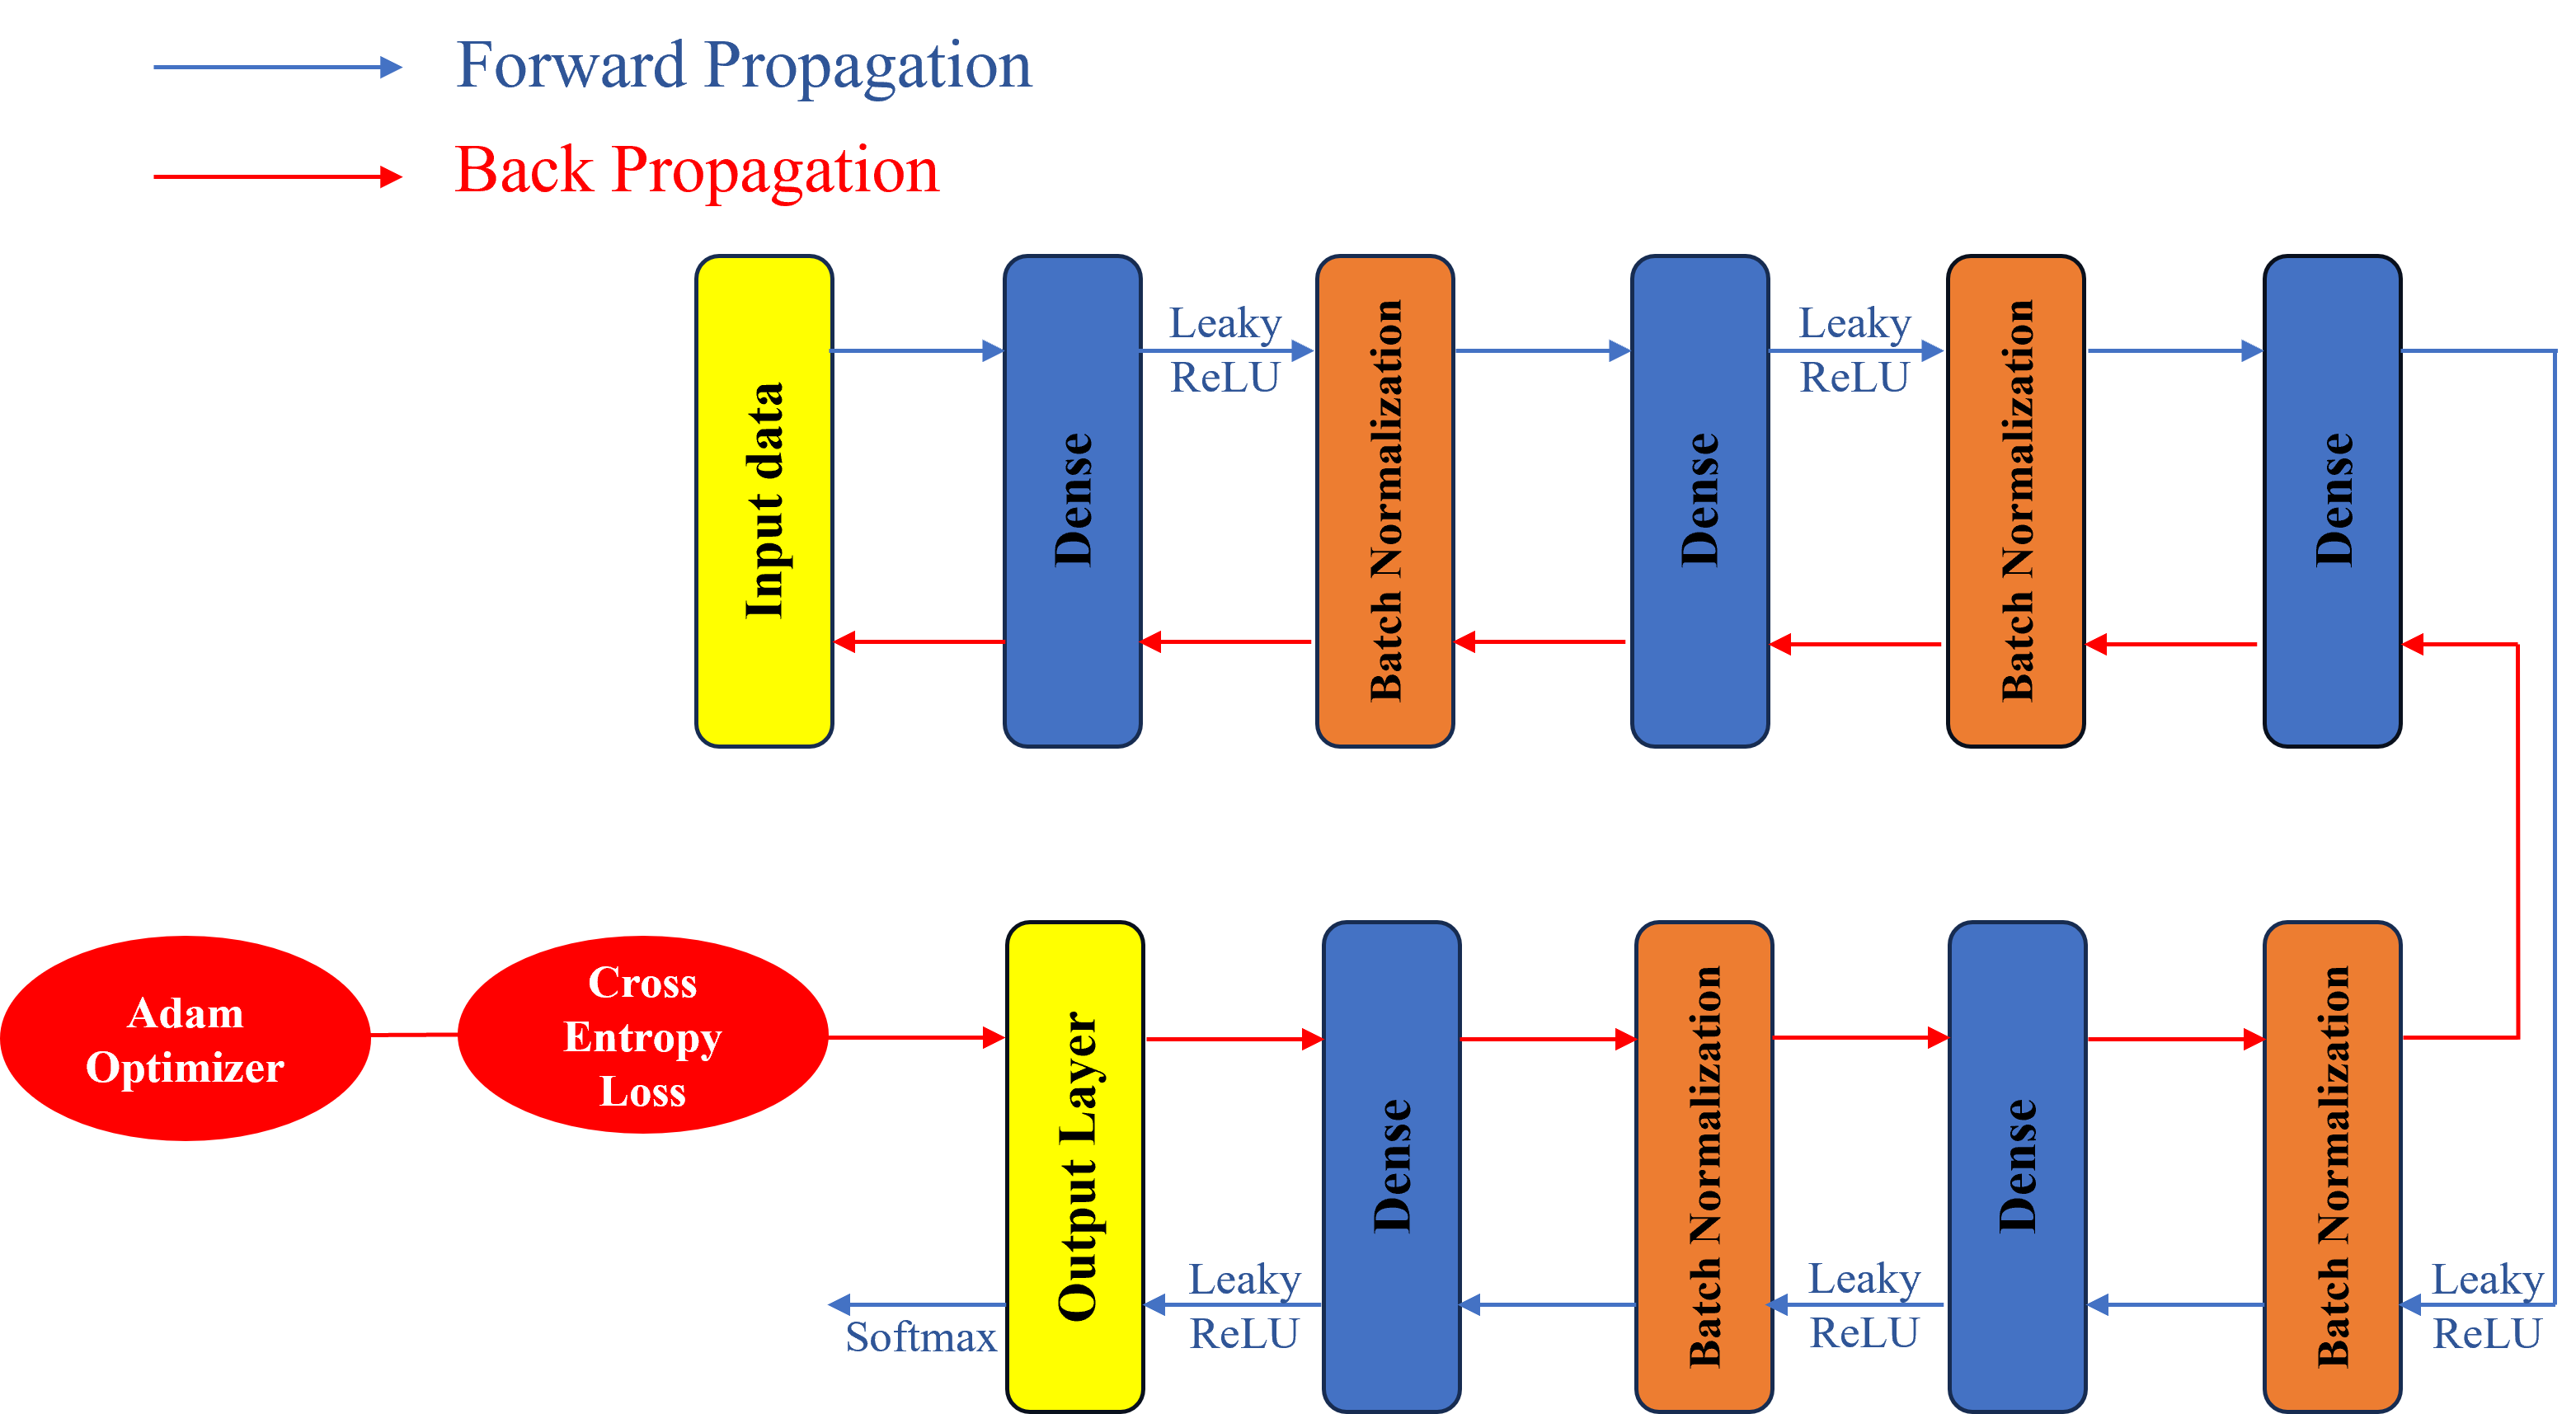 Forward Propagation
Back Propagation
Input data
Dense
Leaky
ReLU
Batch Normalization
Dense
Leaky
ReLU
Batch Normalization
Dense
Adam
Optimizer
Cross
Entropy
Loss
Softmax
Output Layer
Leaky
ReLU
Dense
Batch Normalization
Leaky
ReLU
Dense
Batch Normalization
Leaky
ReLU